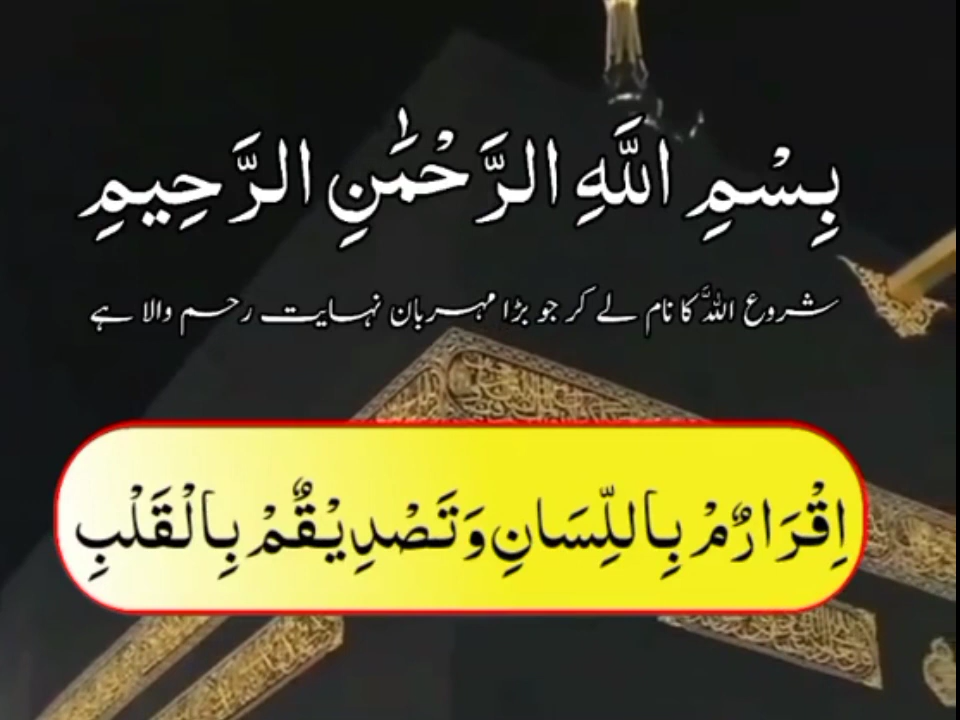 بِسْمِ اللَّهِ الرَّحْمَٰنِ الرَّحِيمِ
شروع اللہ کا نام لے کر جو بڑا مہربان نہایت رحم والا ہے
اِقْرَارٌ مْ بِاللِّسَانِ وَتَصْدِيْقٌمْ بِالْقَلْبِ